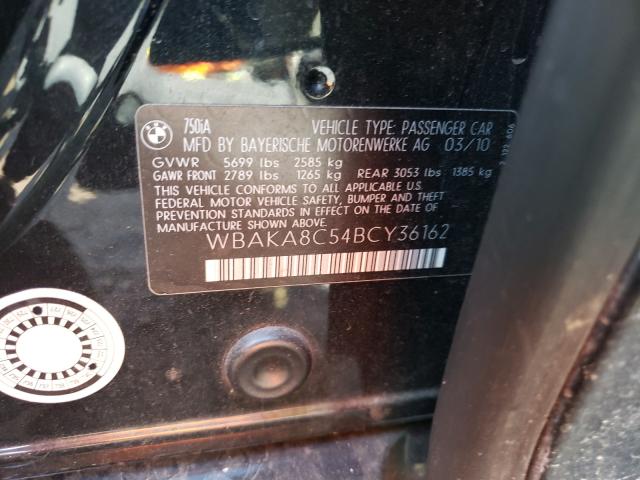 BMW
750iA VEHICLE TYPE: PASSENGER CAR
MFD BY BAYERISCHE MOTORENWERKE AG 03/10
GVWR 5699 lbs 2585 kg
GAWR FRONT 2789 lbs 1265 kg REAR 3053 lbs 1385 kg
THIS VEHICLE CONFORMS TO ALL APPLICABLE U.S.
FEDERAL MOTOR VEHICLE SAFETY, BUMPER AND THEFT
PREVENTION STANDARDS IN EFFECT ON THE DATE OF
MANUFACTURE SHOWN ABOVE.
WBAKA8C54BCY36162